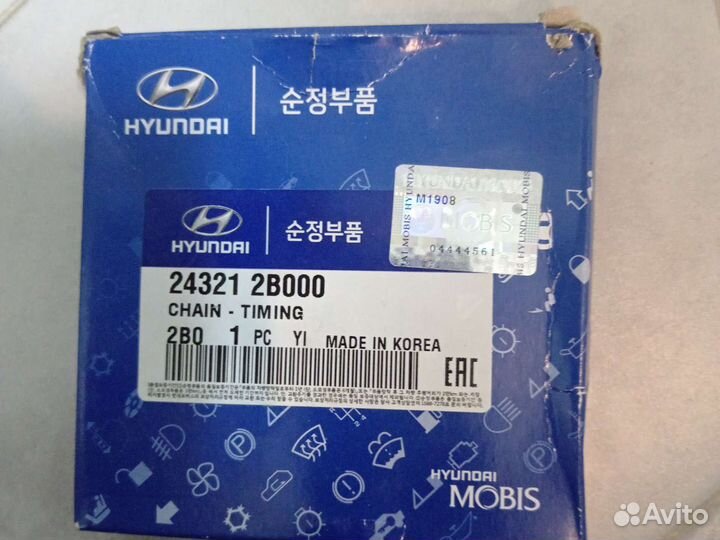 HYUNDAI
순정부품
HYUNDAI MOBIS
M1908
MOBIS
04444561
HYUNDAI
순정부품
24321 2B000
CHAIN - TIMING
2B0 1 PC YI MADE IN KOREA
EAC
HYUNDAI
MOBIS
Avito